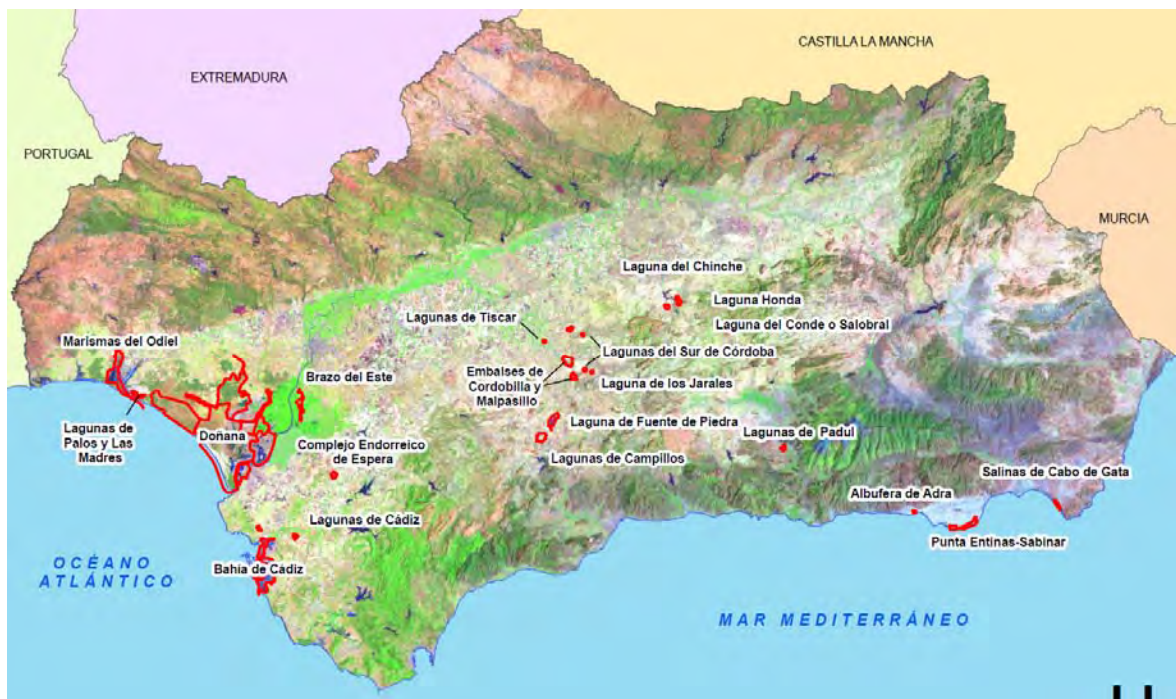 CASTILLA LA MANCHA
EXTREMADURA
PORTUGAL
MURCIA
Laguna del Chinche
Laguna Honda
Lagunas de Tiscar
Laguna del Conde o Salobral
Marismas del Odiel
Lagunas del Sur de Córdoba
Embalses de
Cordobilla y
Malpasillo
Brazo del Este
Laguna de los Jarales
Lagunas de
Palos y Las
Madres
Doñana
Laguna de Fuente de Piedra
Complejo Endorreico
de Espera
Lagunas de Padul
Lagunas de Campillos
Salinas de Cabo de Gata
Albufera de Adra
Lagunas de Cádiz
Punta Entinas-Sabinar
OCÉANO
ATLÁNTICO
Bahía de Cádiz
MAR MEDITERRÁNEO